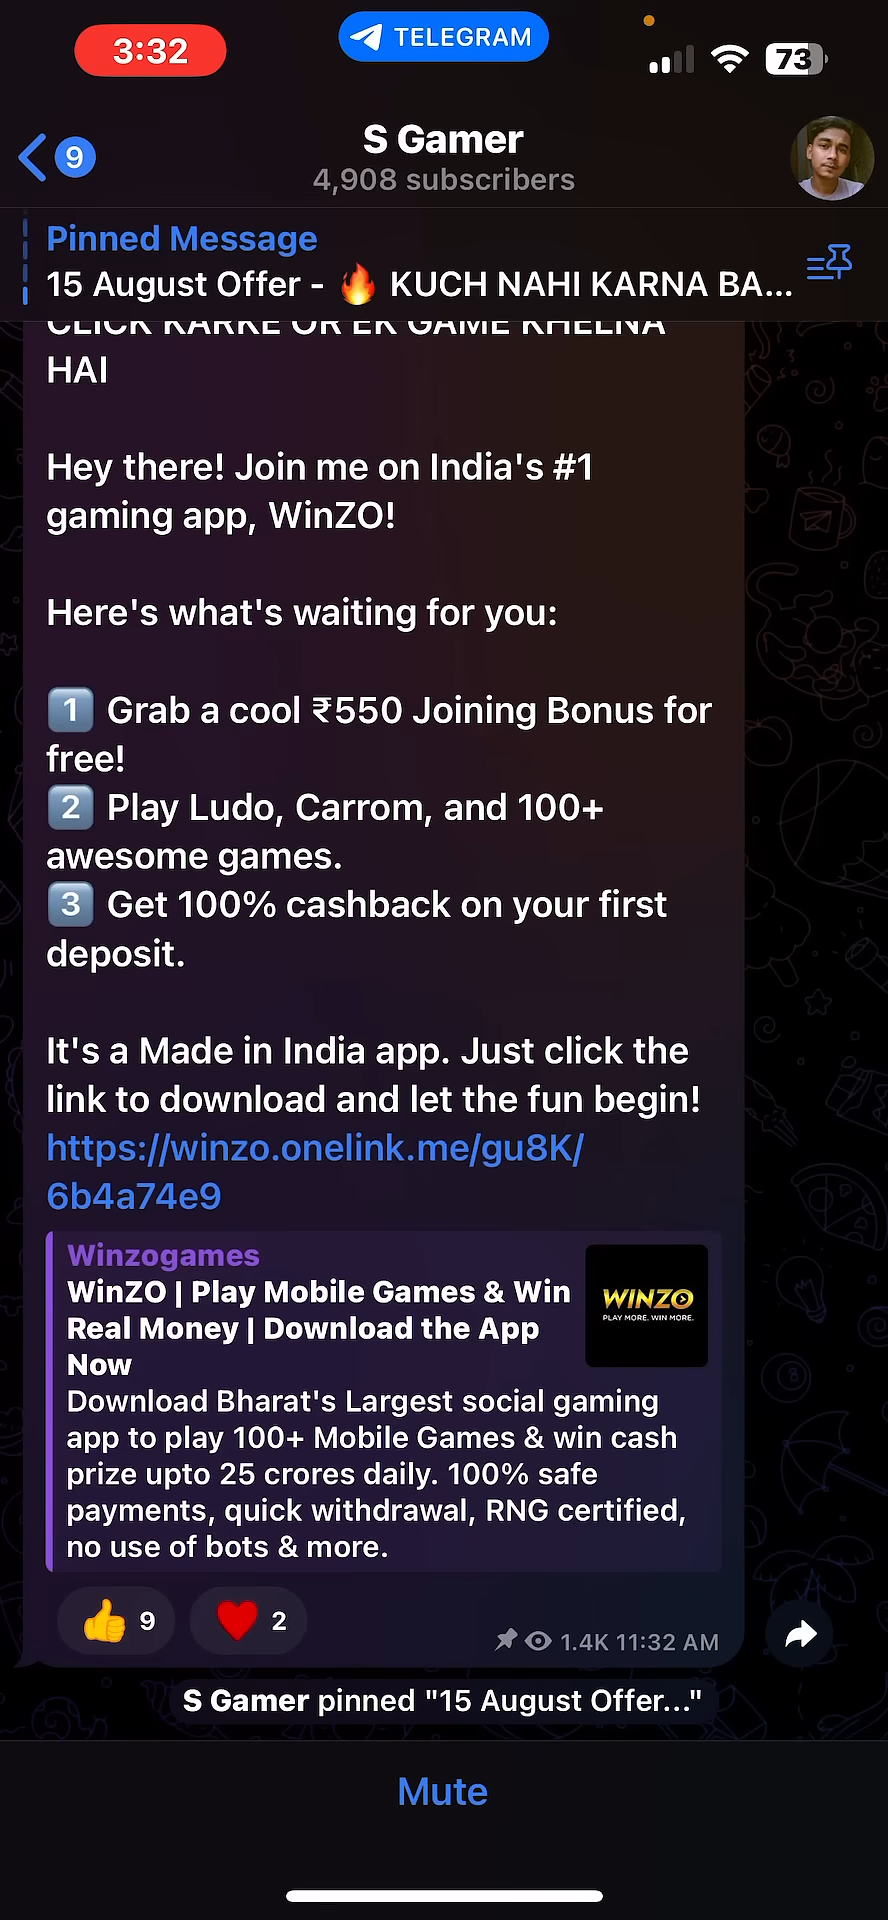 3:32
TELEGRAM
73
9
S Gamer
4,908 subscribers
Pinned Message
15 August Offer - 🔥 KUCH NAHI KARNA BA...
CLICK KARKE OR EK GAME KHELNA
HAI
Hey there! Join me on India's #1
gaming app, WinZO!
Here's what's waiting for you:
1️⃣ Grab a cool ₹550 Joining Bonus for
free!
2️⃣ Play Ludo, Carrom, and 100+
awesome games.
3️⃣ Get 100% cashback on your first
deposit.
It's a Made in India app. Just click the
link to download and let the fun begin!
https://winzo.onelink.me/gu8K/
6b4a74e9
Winzogames
WinZO | Play Mobile Games & Win
Real Money | Download the App
Now
WINZO
PLAY MORE. WIN MORE.
Download Bharat's Largest social gaming
app to play 100+ Mobile Games & win cash
prize upto 25 crores daily. 100% safe
payments, quick withdrawal, RNG certified,
no use of bots & more.
👍 9 ❤️ 2
1.4K 11:32 AM
S Gamer pinned "15 August Offer..."
Mute